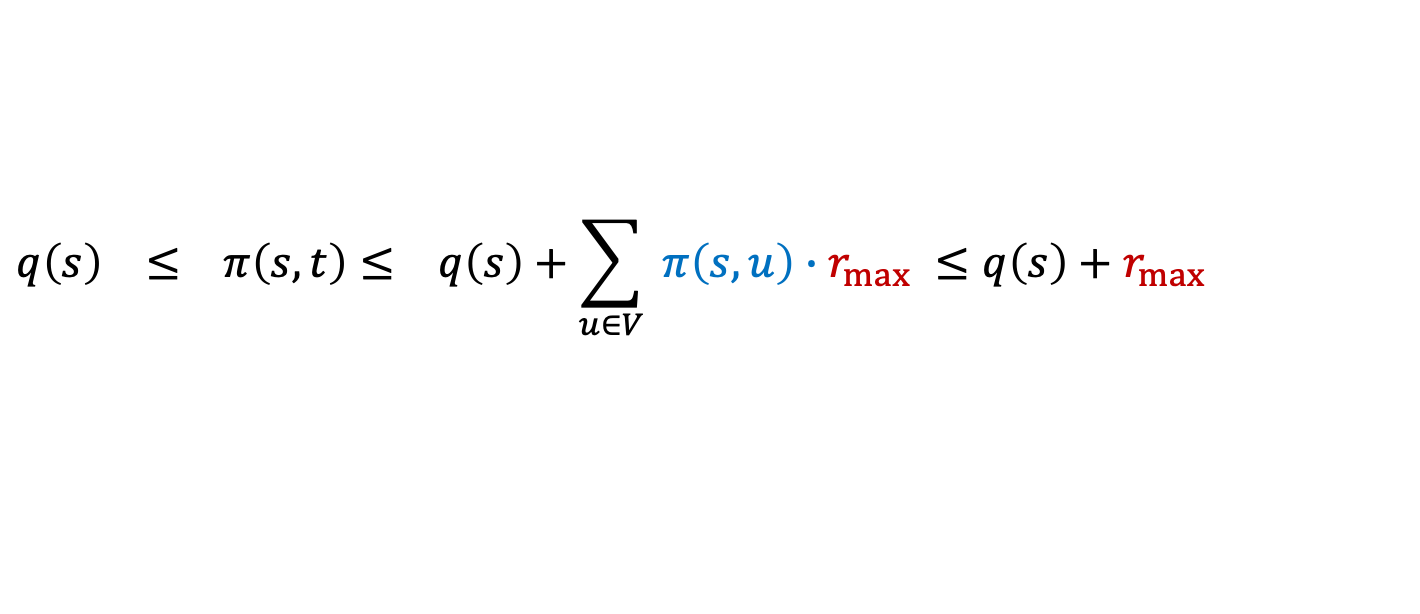 q(s) ≤ π(s,t) ≤ q(s) + ∑ π(s,u) · r_max ≤ q(s) + r_max
u∈V